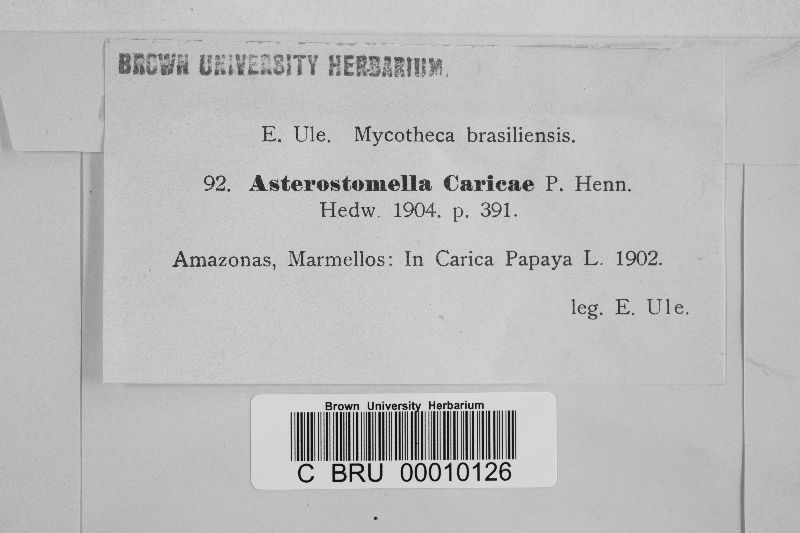 BROWN UNIVERSITY HERBARIUM.
E. Ule. Mycotheca brasiliensis.
92. Asterostomella Caricae P. Henn.
Hedw. 1904. p. 391.
Amazonas, Marmellos: In Carica Papaya L. 1902.
leg. E. Ule.
Brown University Herbarium
C BRU 00010126